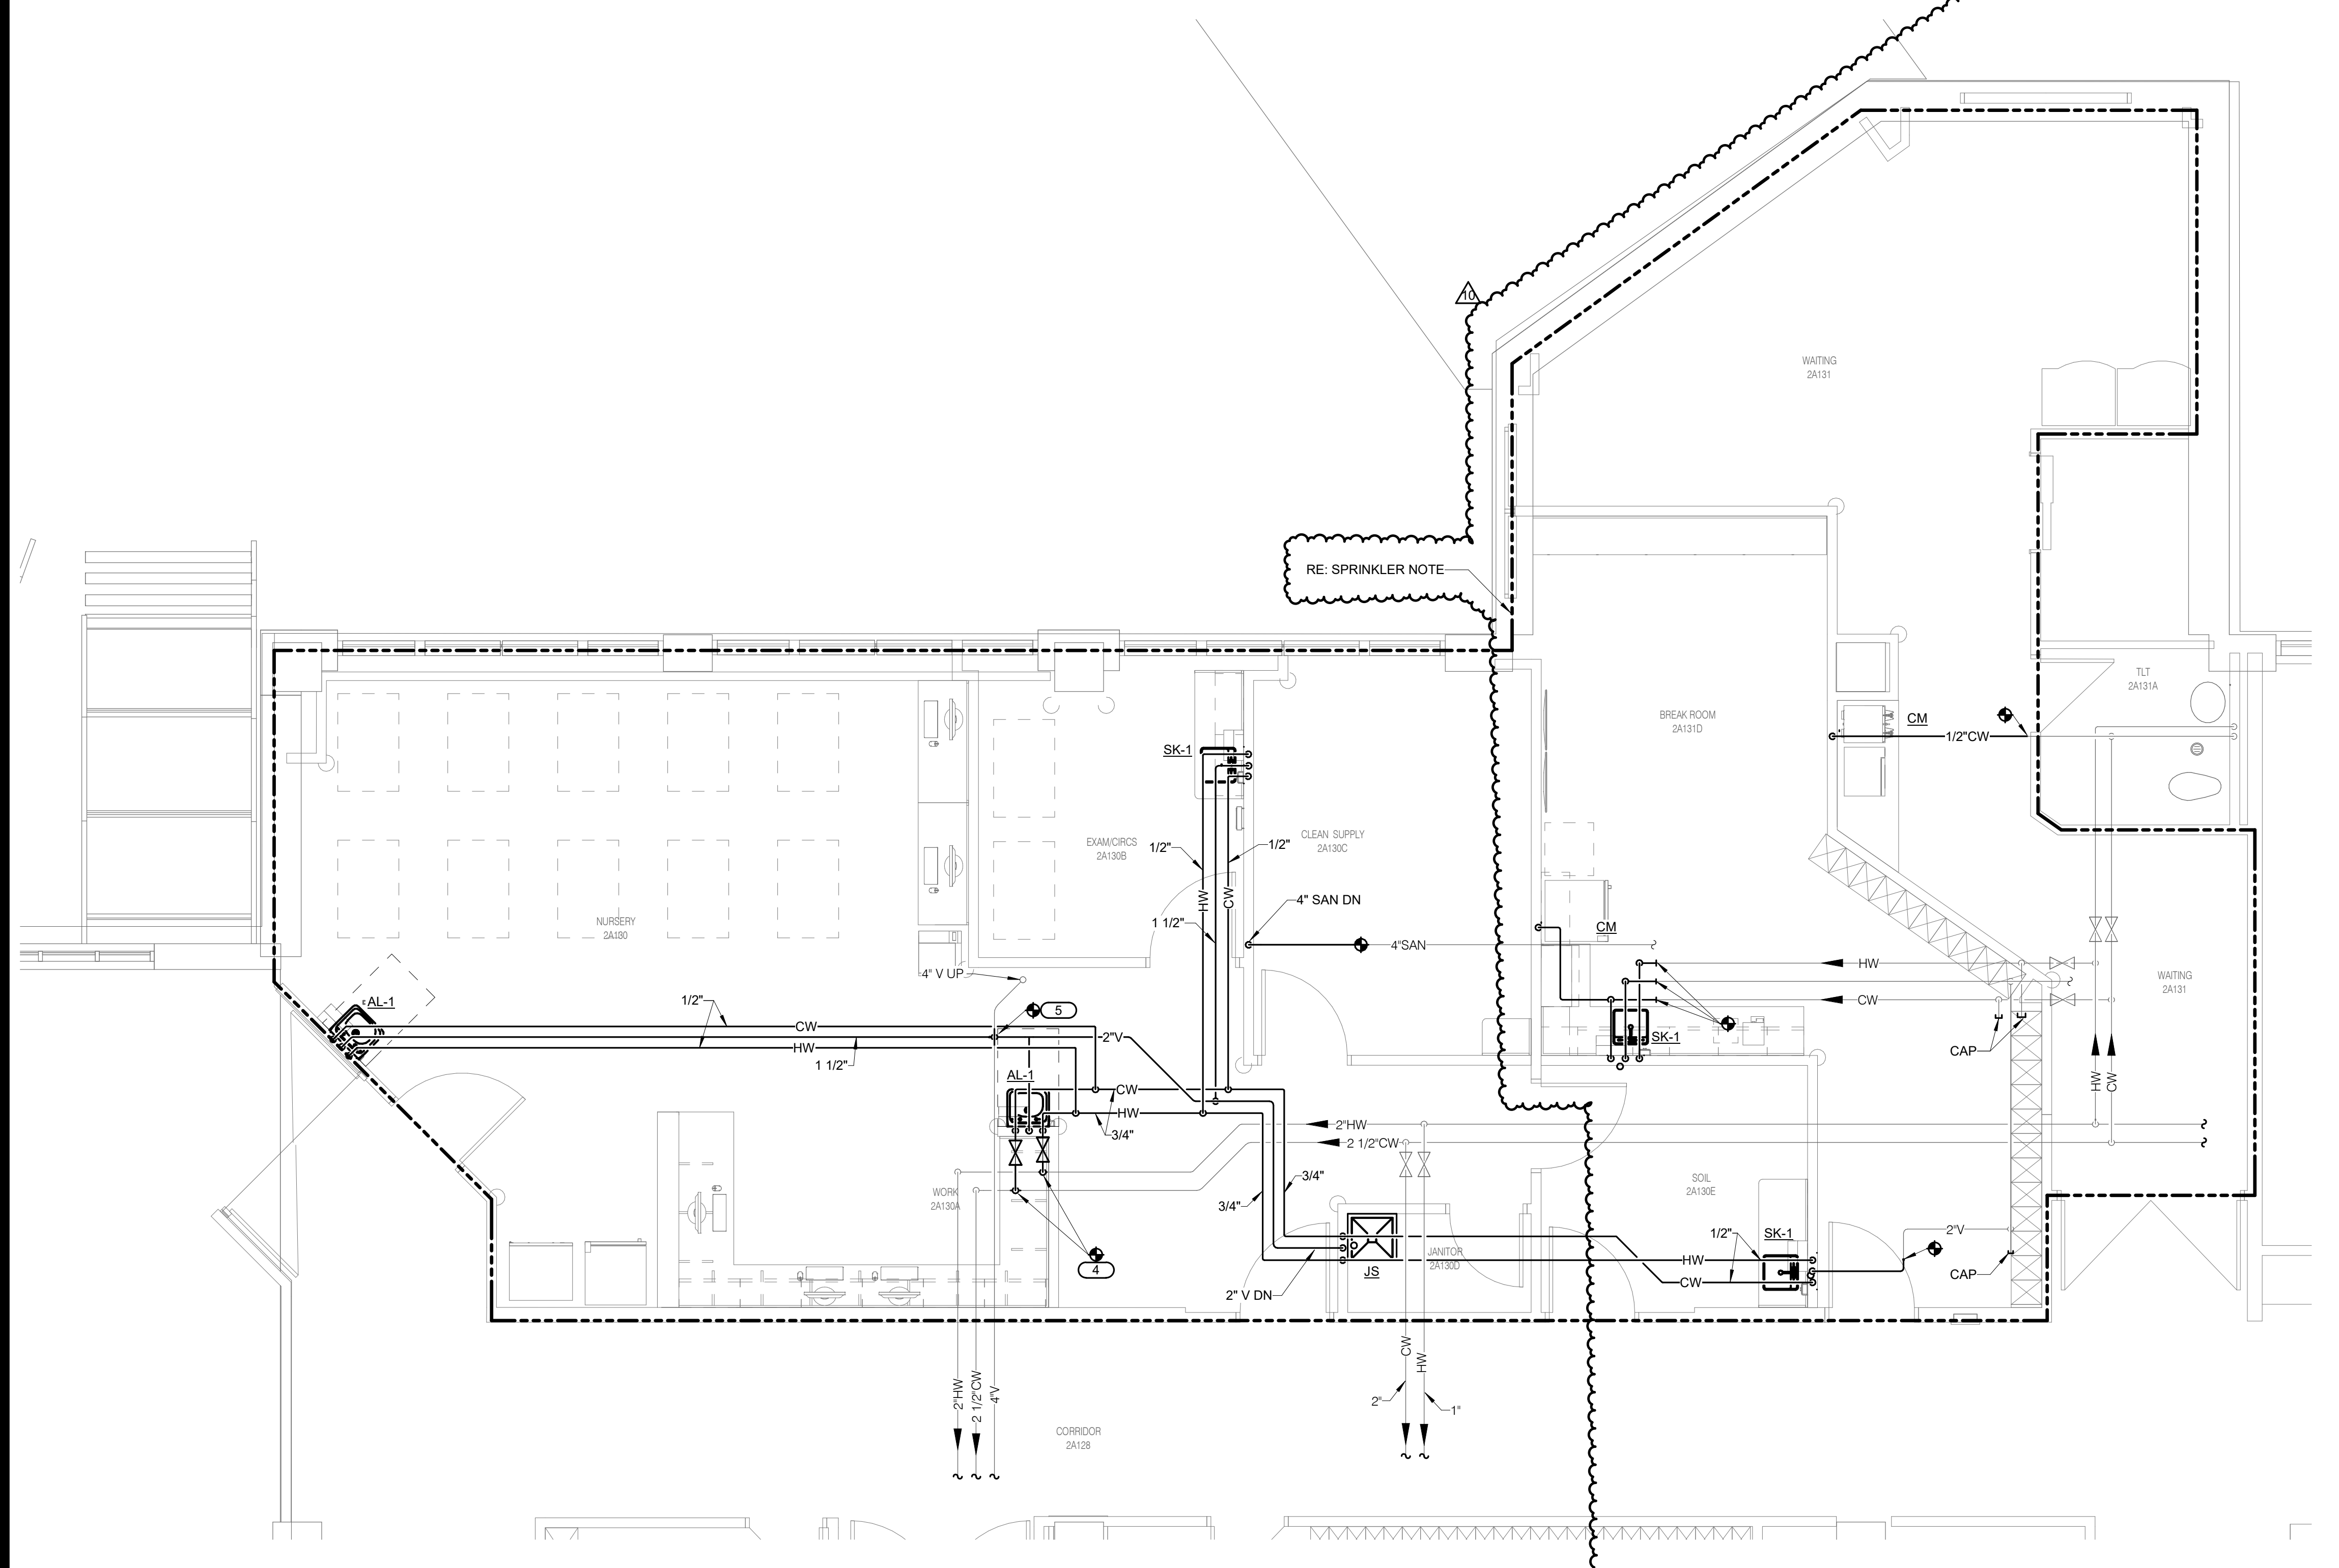 10
WAITING
2A131
RE: SPRINKLER NOTE
TLT
2A131A
BREAK ROOM
2A131D
CM
1/2"CW
SK-1
EXAM/CIRCS
2A130B
CLEAN SUPPLY
2A130C
1/2"
1/2"
HW
CW
1 1/2"
4" SAN DN
4"SAN
CM
NURSERY
2A130
4" V UP
HW
CW
WAITING
2A131
E
AL-1
1/2"
5
CW
2"V
HW
1 1/2"
SK-1
CAP
AL-1
CW
HW
3/4"
HW
CW
2"HW
2 1/2"CW
WORK
2A130A
3/4"
3/4"
SOIL
2A130E
4
JS
JANITOR
2A130D
2" V DN
1/2"
SK-1
HW
CW
2"V
CAP
2"HW
2 1/2"CW
4"V
CW
HW
2"
1"
CORRIDOR
2A128